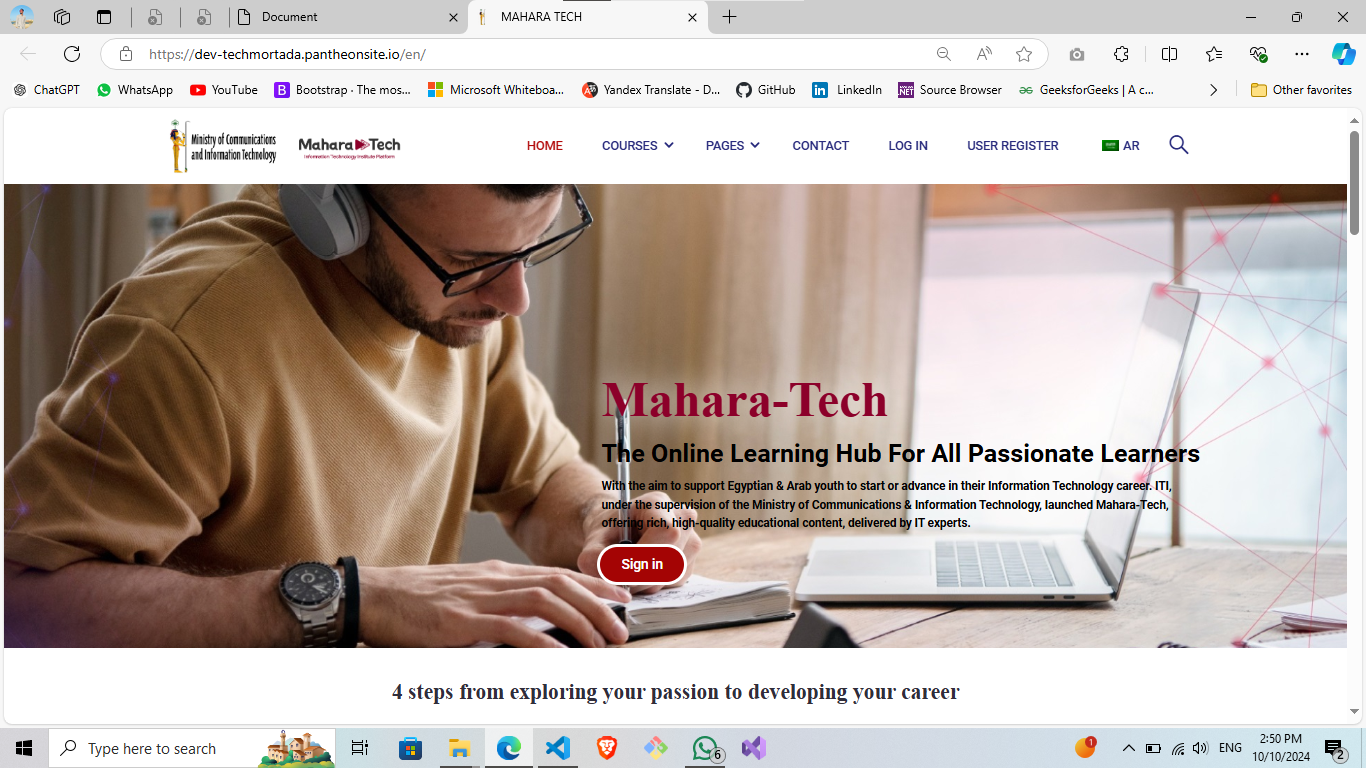 Document
MAHARA TECH
https://dev-techmortada.pantheonsite.io/en/
ChatGPT
WhatsApp
YouTube
Bootstrap · The mos...
Microsoft Whiteboa...
Yandex Translate - D...
GitHub
LinkedIn
Source Browser
GeeksforGeeks | A c...
Other favorites
Ministry of Communications
and Information Technology
Mahara Tech
Information Technology Institute Platform
HOME
COURSES
PAGES
CONTACT
LOG IN
USER REGISTER
AR
Mahara-Tech
The Online Learning Hub For All Passionate Learners
With the aim to support Egyptian & Arab youth to start or advance in their Information Technology career. ITI,
under the supervision of the Ministry of Communications & Information Technology, launched Mahara-Tech,
offering rich, high-quality educational content, delivered by IT experts.
Sign in
4 steps from exploring your passion to developing your career
Type here to search
6
1
ENG
2:50 PM
10/10/2024
2